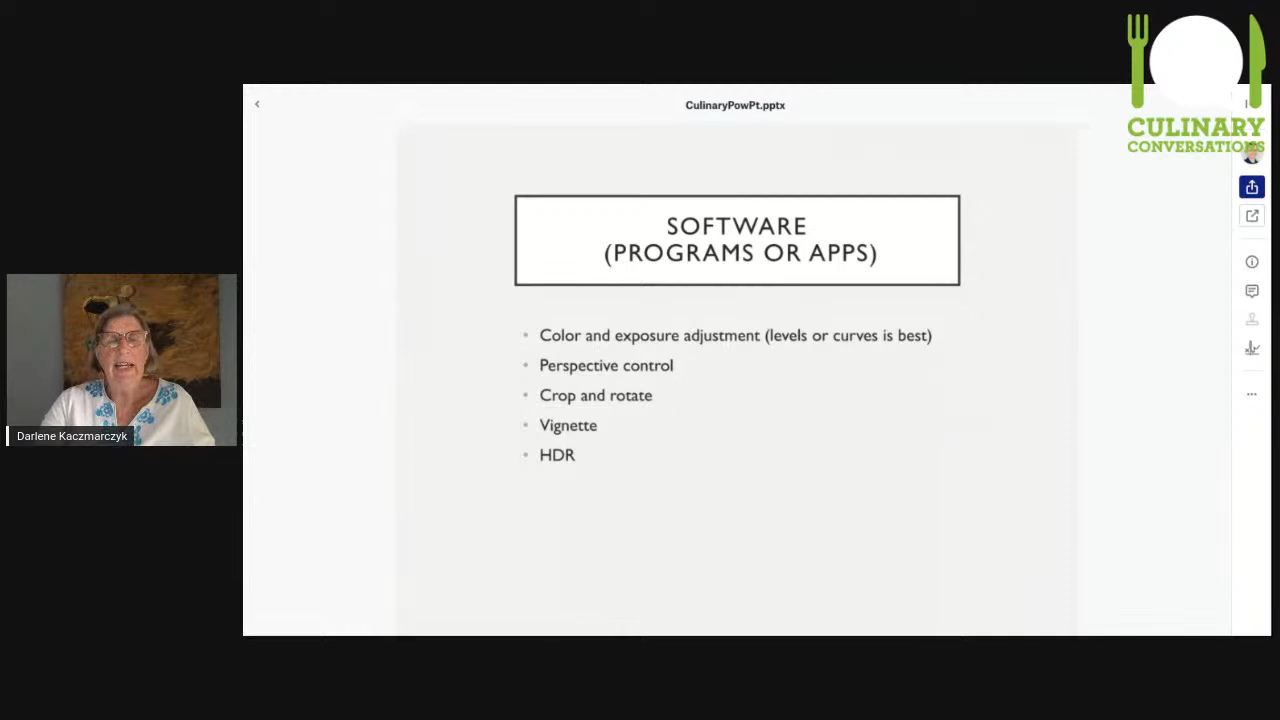 CULINARY
CONVERSATIONS
CulinaryPowPt.pptx
SOFTWARE
(PROGRAMS OR APPS)
• Color and exposure adjustment (levels or curves is best)
• Perspective control
• Crop and rotate
• Vignette
• HDR
Darlene Kaczmarczyk